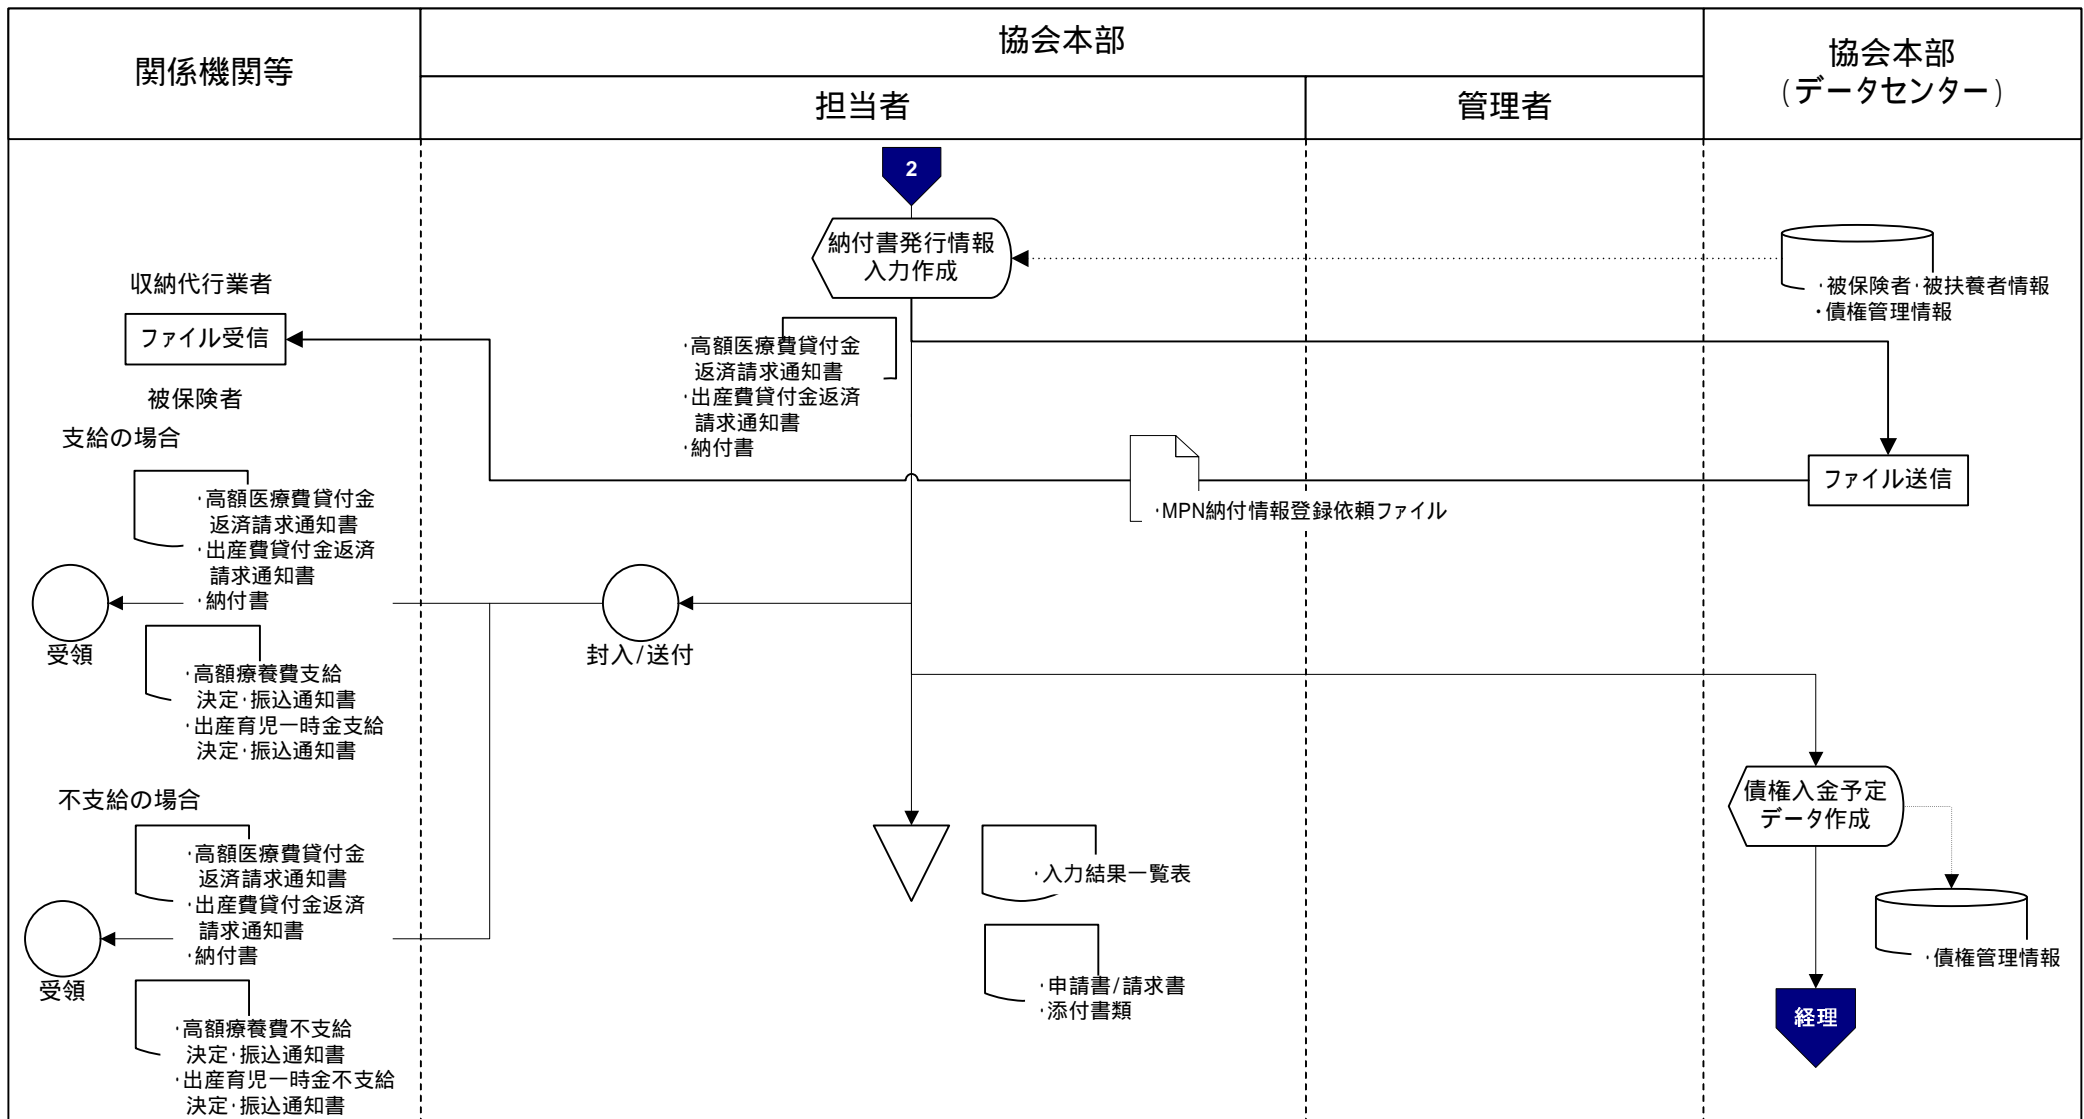 関係機関等
協会本部
担当者
管理者
協会本部
(データセンター)
2
納付書発行情報
入力作成
・被保険者・被扶養者情報
・債権管理情報
収納代行業者
ファイル受信
・高額医療費貸付金
返済請求通知書
・出産費貸付金返済
請求通知書
・納付書
被保険者
支給の場合
・高額医療費貸付金
返済請求通知書
・出産費貸付金返済
請求通知書
・納付書
・MPN納付情報登録依頼ファイル
ファイル送信
受領
封入/送付
・高額療養費支給
決定・振込通知書
・出産育児一時金支給
決定・振込通知書
不支給の場合
・高額医療費貸付金
返済請求通知書
・出産費貸付金返済
請求通知書
・納付書
受領
・高額療養費不支給
決定・振込通知書
・出産育児一時金不支給
決定・振込通知書
・入力結果一覧表
・申請書/請求書
・添付書類
債権入金予定
データ作成
・債権管理情報
経理